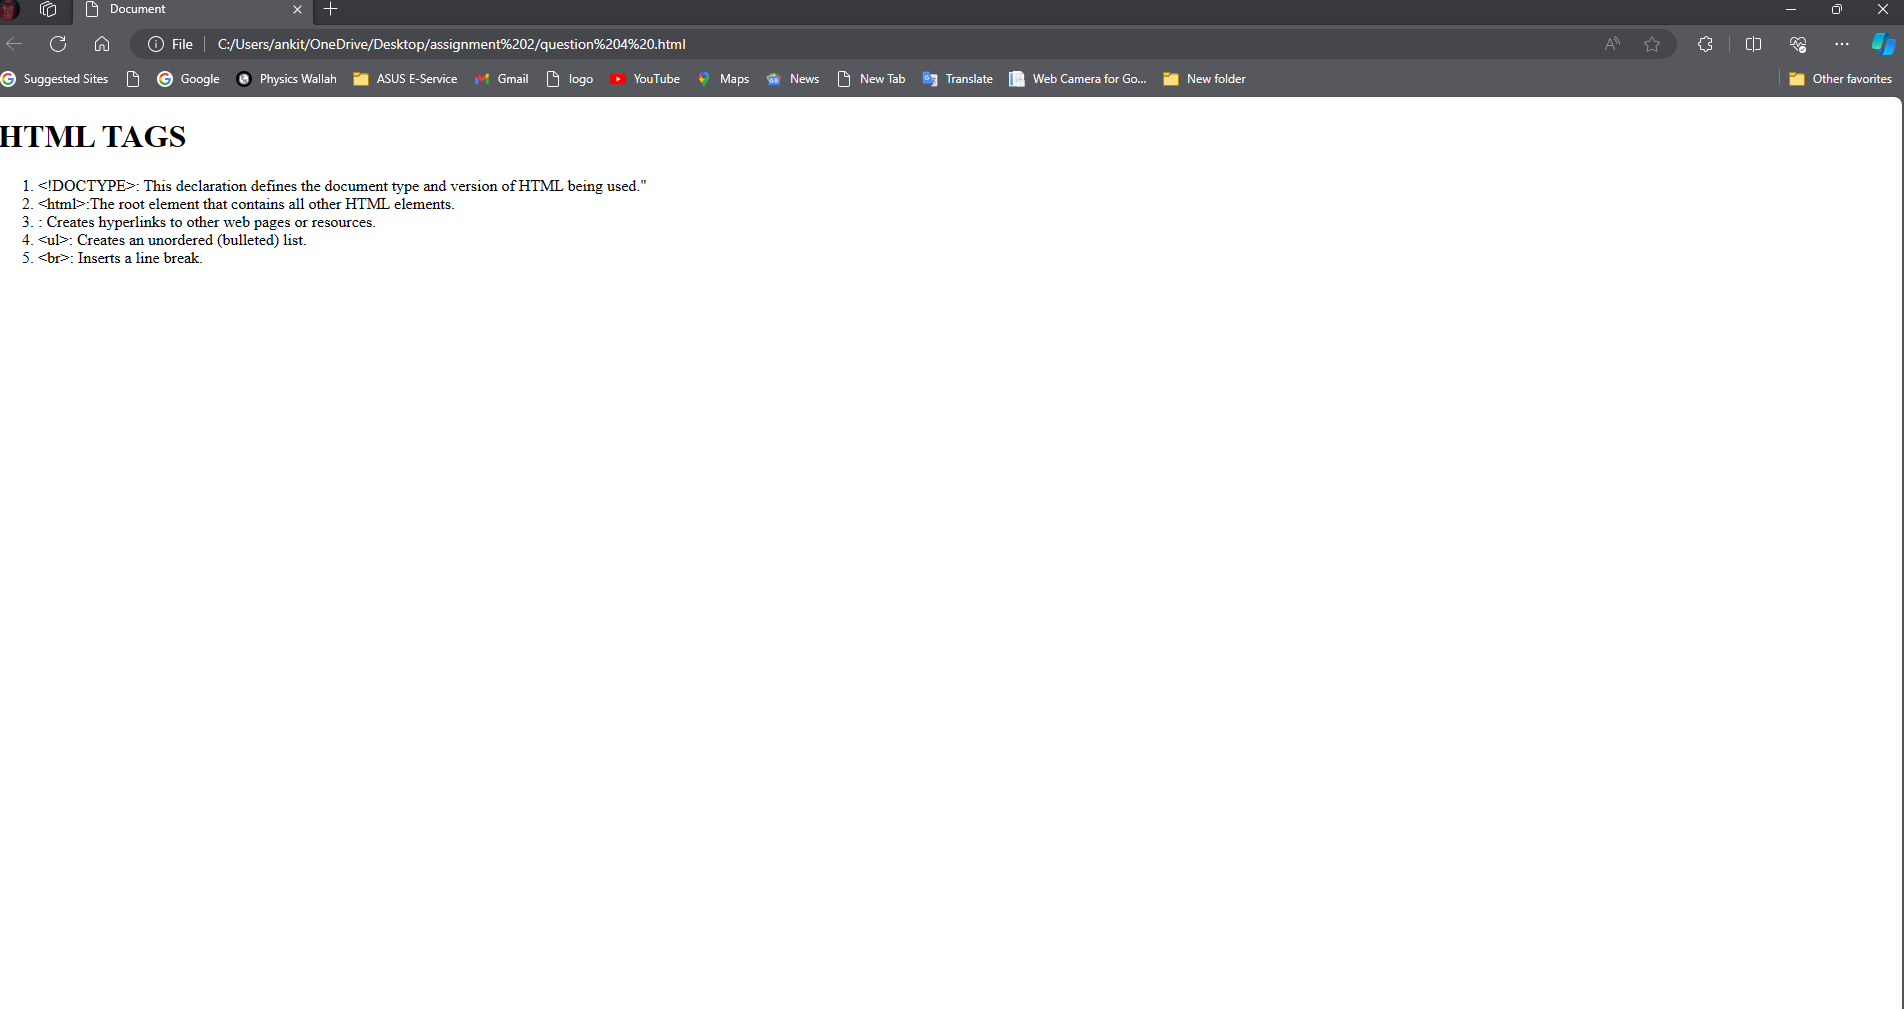 Document
File
C:/Users/ankit/OneDrive/Desktop/assignment%202/question%204%20.html
Suggested Sites Google Physics Wallah ASUS E-Service Gmail logo YouTube Maps News New Tab Translate Web Camera for Go... New folder Other favorites
HTML TAGS
1. <!DOCTYPE>: This declaration defines the document type and version of HTML being used."
2. <html>:The root element that contains all other HTML elements.
3. : Creates hyperlinks to other web pages or resources.
4. <ul>: Creates an unordered (bulleted) list.
5. <br>: Inserts a line break.